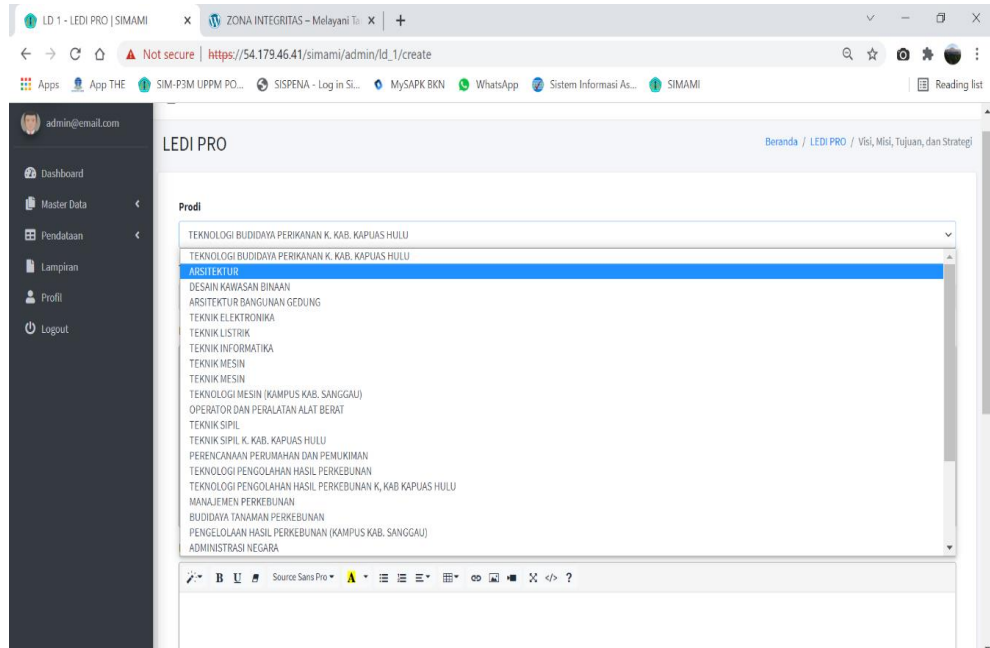 LD 1 - LEDI PRO | SIMAMI
ZONA INTEGRITAS – Melayani Ta
Not secure | https://54.179.46.41/simami/admin/ld_1/create
Apps App THE SIM-P3M UPPM PO... SISPENA - Log in Si... MySAPK BKN WhatsApp Sistem Informasi As... SIMAMI Reading list
admin@email.com
Dashboard
Master Data
Pendataan
Lampiran
Profil
Logout
LEDI PRO
Beranda / LEDI PRO / Visi, Misi, Tujuan, dan Strategi
Prodi
TEKNOLOGI BUDIDAYA PERIKANAN K. KAB. KAPUAS HULU
TEKNOLOGI BUDIDAYA PERIKANAN K. KAB. KAPUAS HULU
ARSITEKTUR
DESAIN KAWASAN BINAAN
ARSITEKTUR BANGUNAN GEDUNG
TEKNIK ELEKTRONIKA
TEKNIK LISTRIK
TEKNIK INFORMATIKA
TEKNIK MESIN
TEKNIK MESIN
TEKNOLOGI MESIN (KAMPUS KAB. SANGGAU)
OPERATOR DAN PERALATAN ALAT BERAT
TEKNIK SIPIL
TEKNIK SIPIL K. KAB. KAPUAS HULU
PERENCANAAN PERUMAHAN DAN PEMUKIMAN
TEKNOLOGI PENGOLAHAN HASIL PERKEBUNAN
TEKNOLOGI PENGOLAHAN HASIL PERKEBUNAN K, KAB KAPUAS HULU
MANAJEMEN PERKEBUNAN
BUDIDAYA TANAMAN PERKEBUNAN
PENGELOLAAN HASIL PERKEBUNAN (KAMPUS KAB. SANGGAU)
ADMINISTRASI NEGARA
B U Source Sans Pro A </> ?